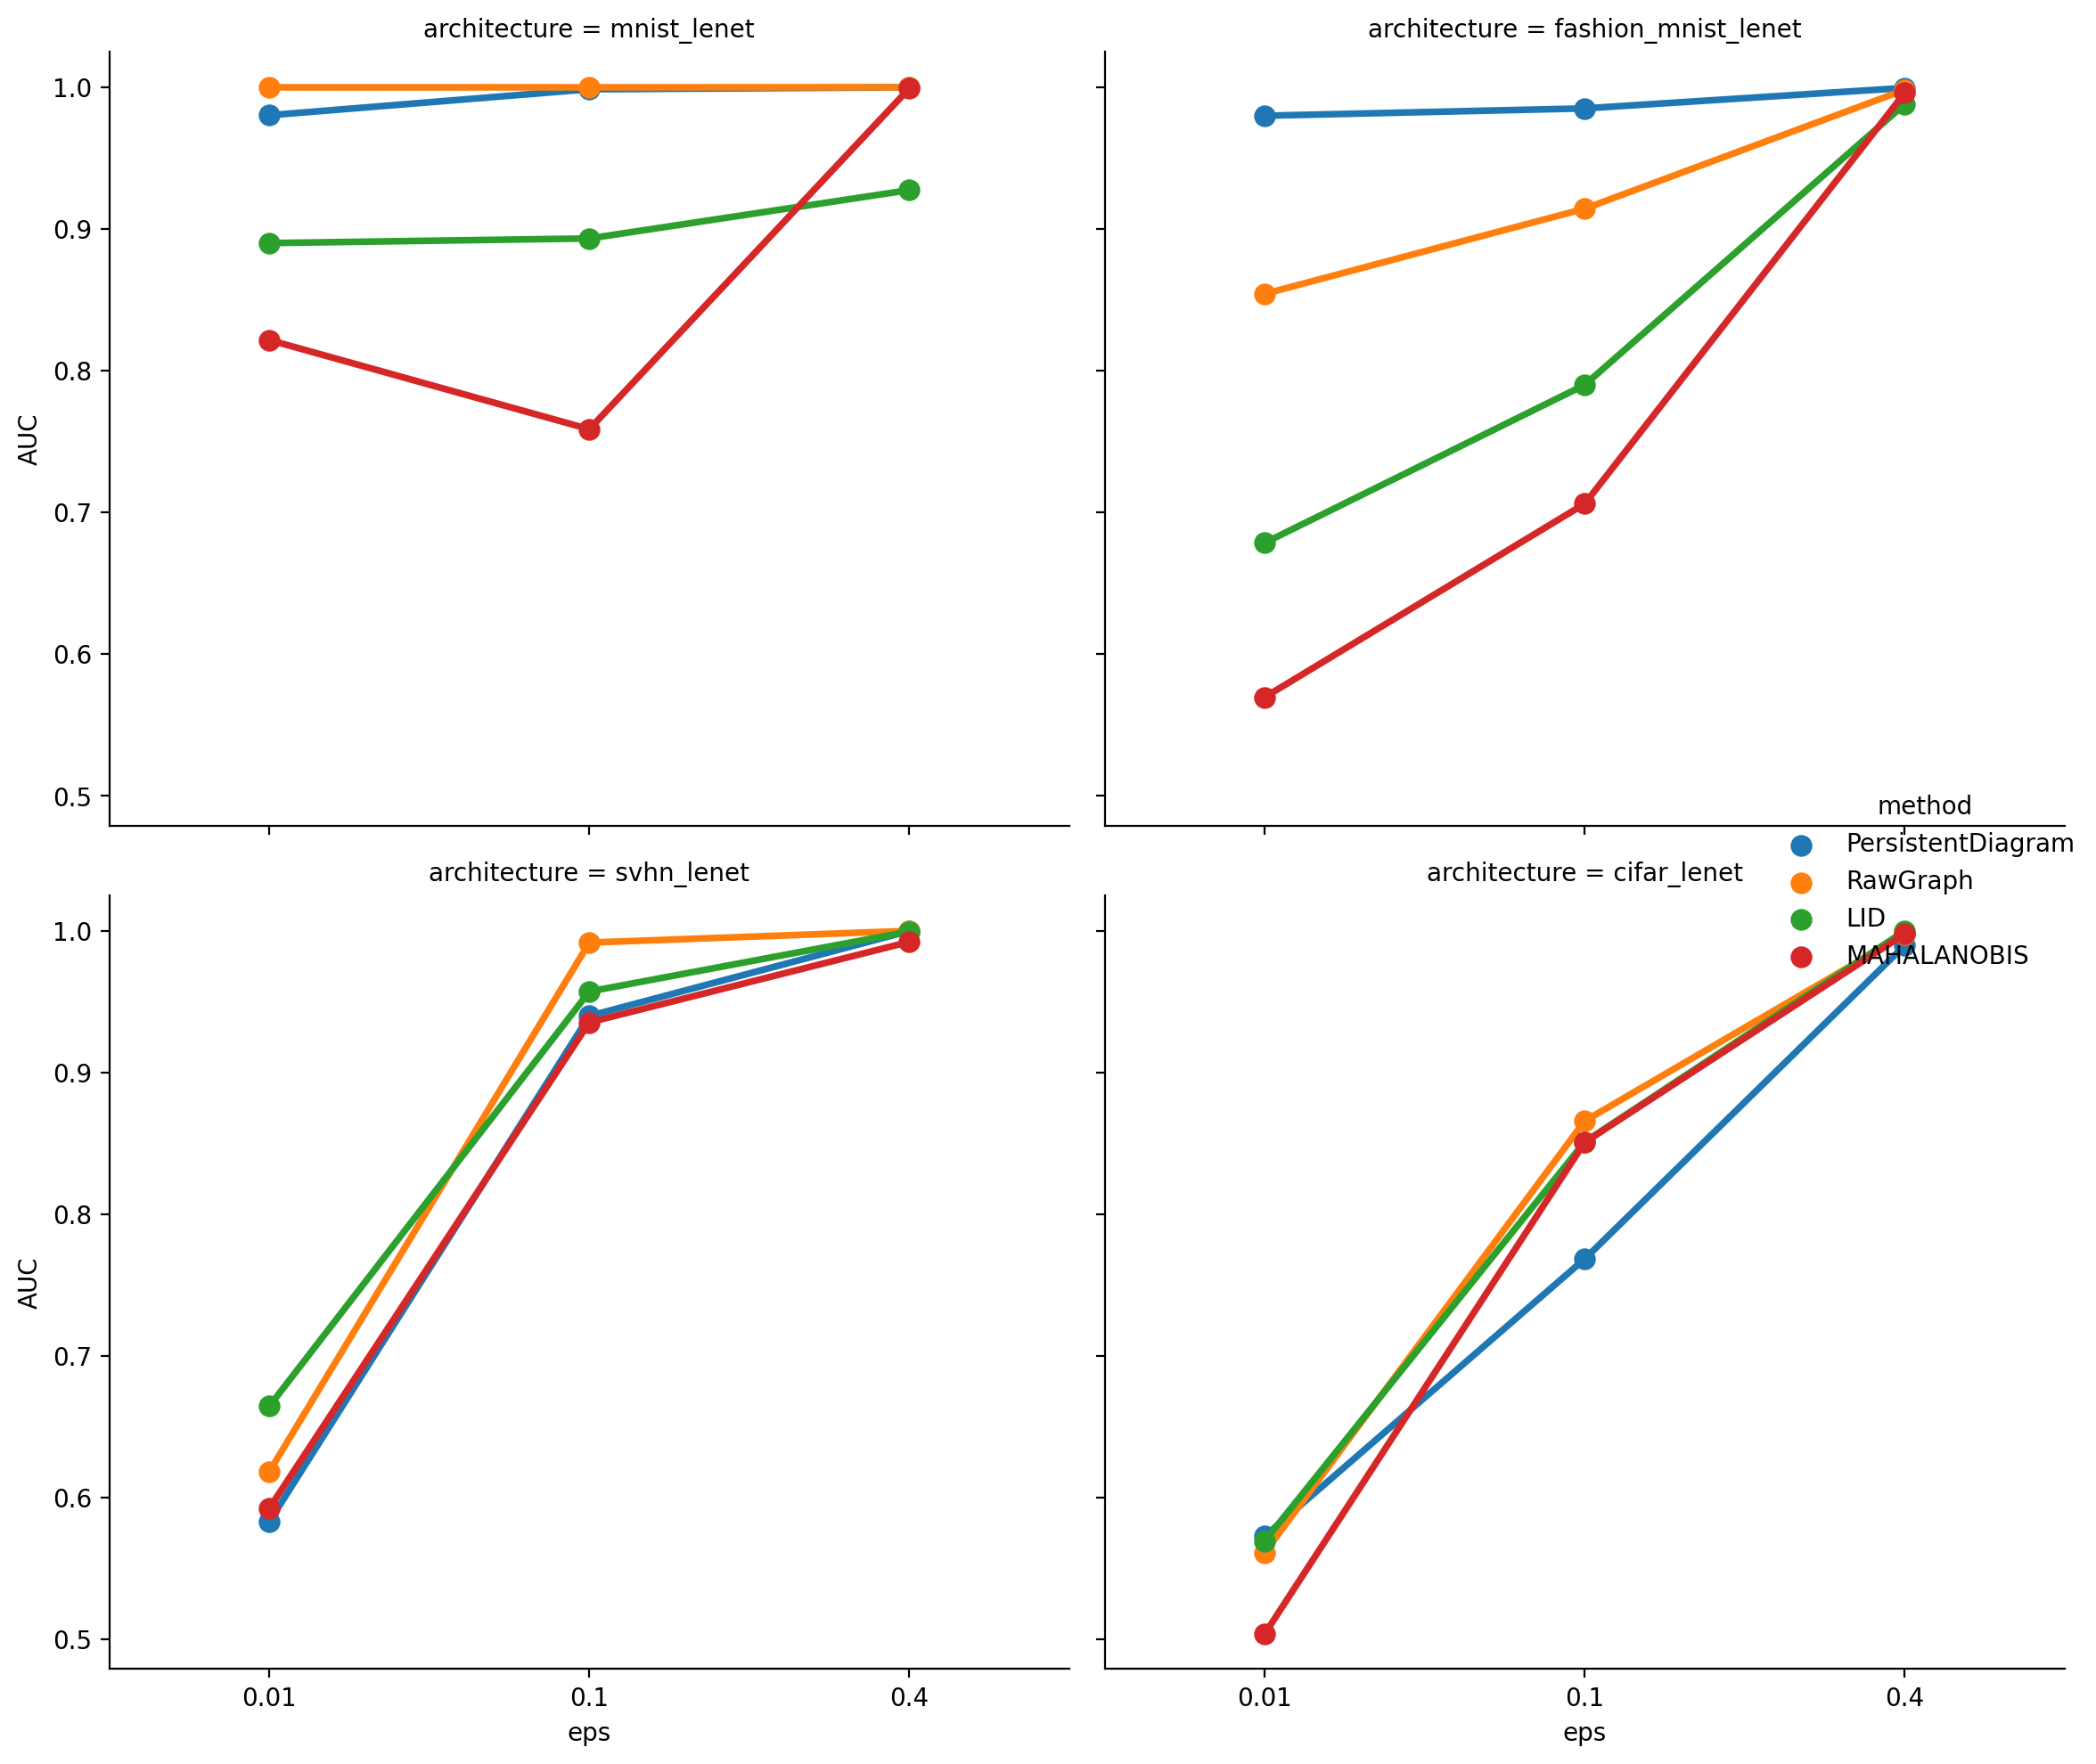 architecture = mnist_lenet
architecture = fashion_mnist_lenet
1.0
0.9
0.8
0.7
0.6
0.5
AUC
method
PersistentDiagram
RawGraph
LID
MAHALANOBIS
architecture = svhn_lenet
architecture = cifar_lenet
1.0
0.9
0.8
0.7
0.6
0.5
AUC
0.01 0.1 0.4
eps
0.01 0.1 0.4
eps